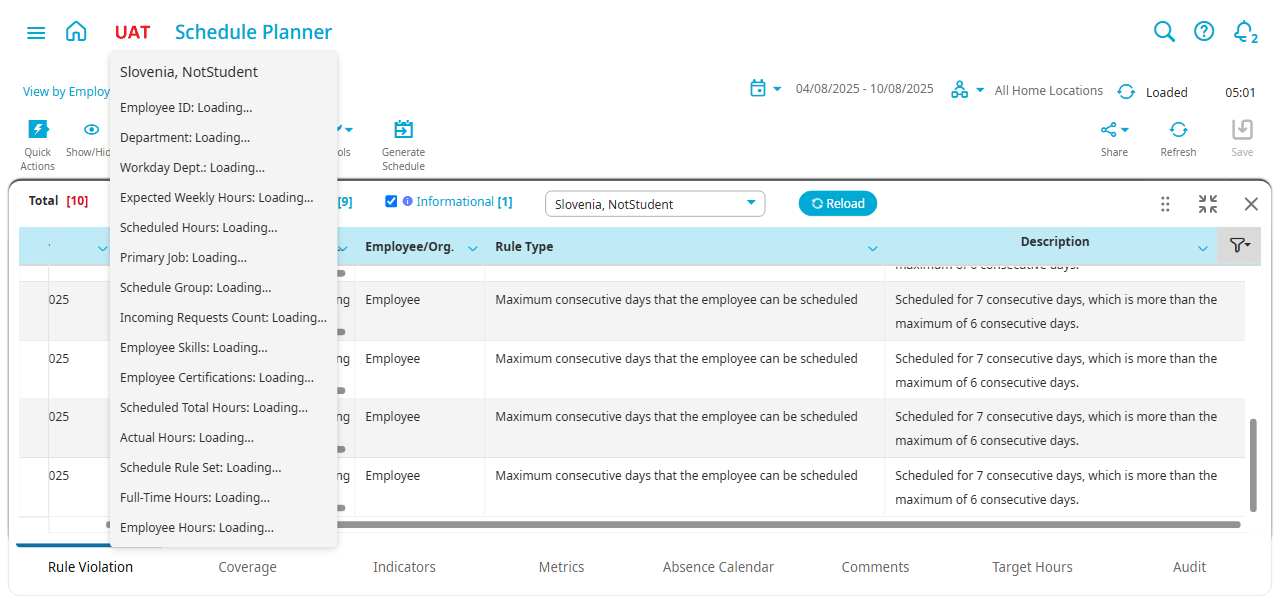 UAT
Schedule Planner
2
Slovenia, NotStudent
Employee ID: Loading...
Department: Loading...
Workday Dept.: Loading...
Expected Weekly Hours: Loading...
Scheduled Hours: Loading...
Primary Job: Loading...
Schedule Group: Loading...
Incoming Requests Count: Loading...
Employee Skills: Loading...
Employee Certifications: Loading...
Scheduled Total Hours: Loading...
Actual Hours: Loading...
Schedule Rule Set: Loading...
Full-Time Hours: Loading...
Employee Hours: Loading...
View by Employ
04/08/2025 - 10/08/2025
All Home Locations
Loaded
05:01
Quick
Actions
Show/Hid
ols
Generate
Schedule
Share
Refresh
Save
Total [10]
[9]
Informational [1]
Slovenia, NotStudent
Reload
Employee/Org.
Rule Type
Description
maximum of 6 consecutive days.
025
ng
Employee
Maximum consecutive days that the employee can be scheduled
Scheduled for 7 consecutive days, which is more than the
maximum of 6 consecutive days.
025
ng
Employee
Maximum consecutive days that the employee can be scheduled
Scheduled for 7 consecutive days, which is more than the
maximum of 6 consecutive days.
025
ng
Employee
Maximum consecutive days that the employee can be scheduled
Scheduled for 7 consecutive days, which is more than the
maximum of 6 consecutive days.
025
ng
Employee
Maximum consecutive days that the employee can be scheduled
Scheduled for 7 consecutive days, which is more than the
maximum of 6 consecutive days.
Rule Violation
Coverage
Indicators
Metrics
Absence Calendar
Comments
Target Hours
Audit